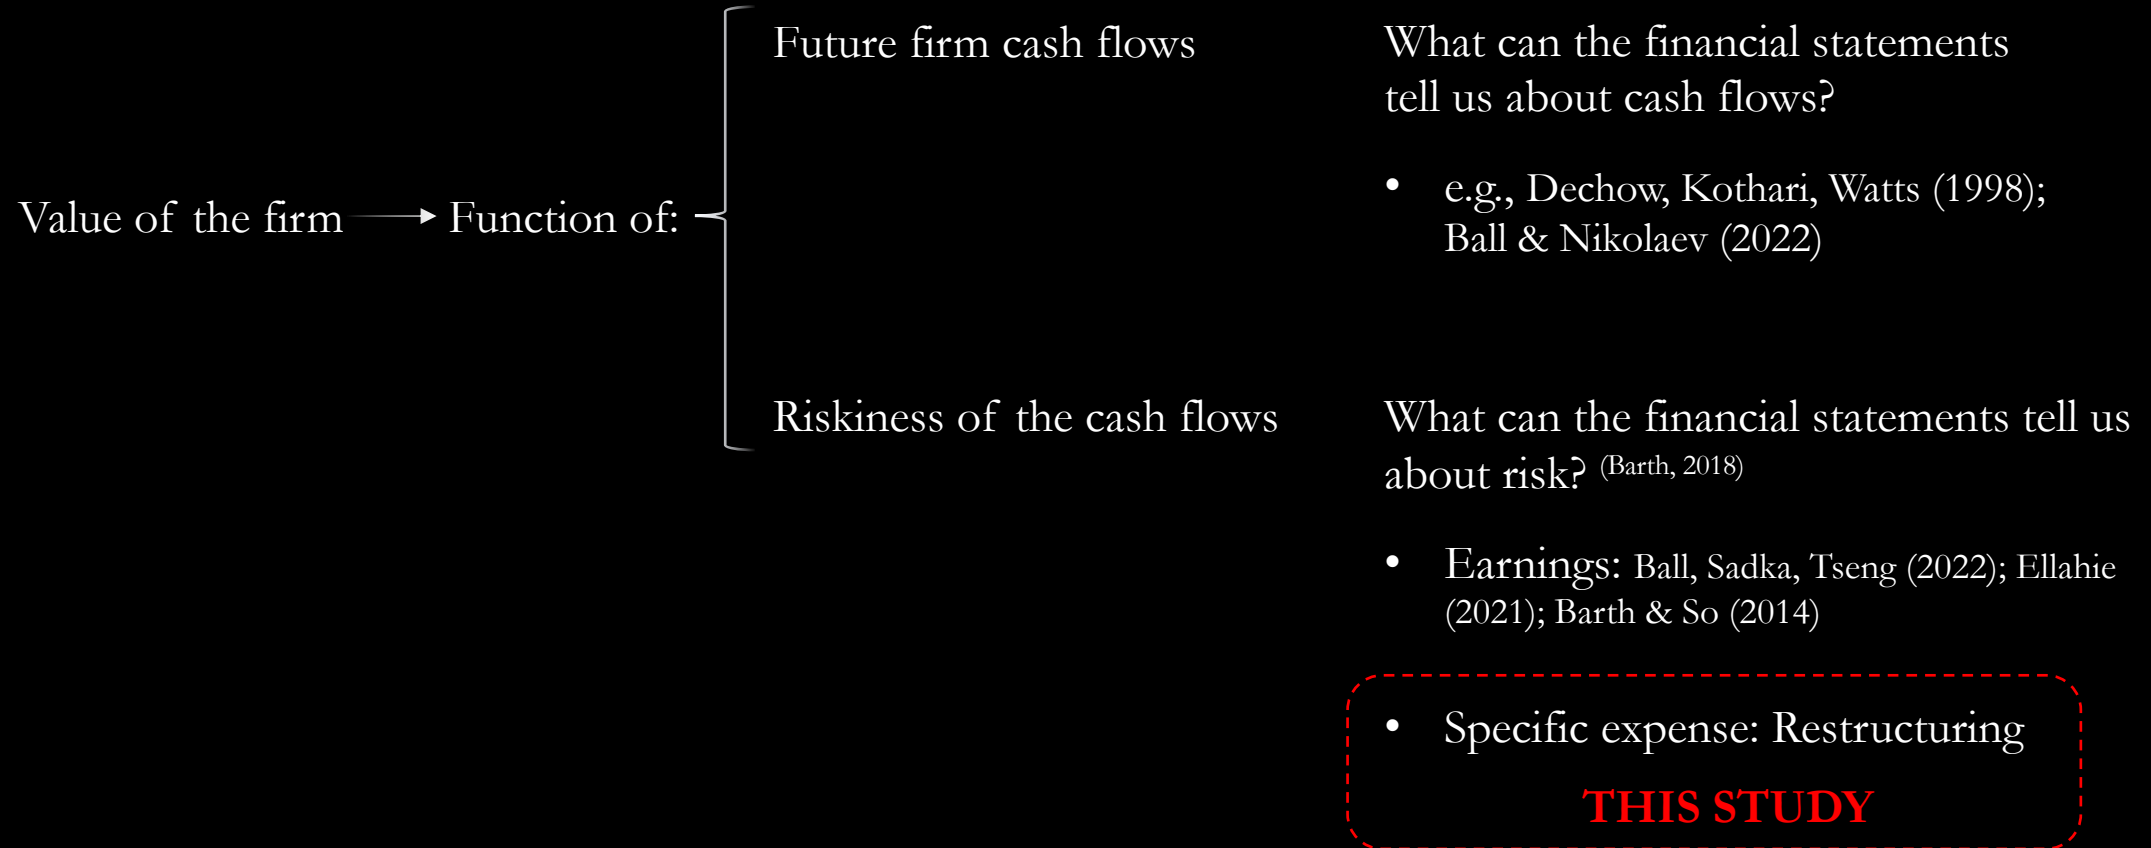 Value of the firm
Function of:
Future firm cash flows
What can the financial statements
tell us about cash flows?
• e.g., Dechow, Kothari, Watts (1998);
Ball & Nikolaev (2022)
Riskiness of the cash flows
What can the financial statements tell us
about risk? (Barth, 2018)
• Earnings: Ball, Sadka, Tseng (2022); Ellahie
(2021); Barth & So (2014)
• Specific expense: Restructuring
THIS STUDY